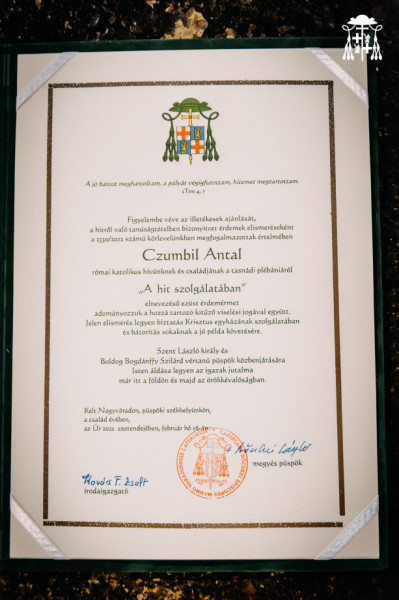 A jó harcot megharcoltam, a pályát végigfutottam, hitemet megtartottam
2Tim 4, 7
Figyelembe véve az illetékesek ajánlását,
a hitről való tanúságtételben bizonyított érdemek elismeréseként
a 1330/2012 számú körlevelünkben megfogalmazottak értelmében
Czumbil Antal
római katolikus hívünknek és családjának a tasnádi plébániáról
„A hit szolgálatában"
elnevezésű ezüst érdemérmet
adományozzuk a hozzá tartozó kitűző viselési jogával együtt.
Jelen elismerés legyen biztatás Krisztus egyházának szolgálatában
és bátorítás sokaknak a jó példa követésére.
Szent László király és
Boldog Bogdánffy Szilárd vértanú püspök közbenjárására
Isten áldása legyen az igazak jutalma
már itt a földön és majd az örökkévalóságban.
Kelt Nagyváradon, püspöki székhelyünkön,
a család évében,
az Úr 2022. esztendejében, február hó
László
megyés püspök
Kovács F. Zsolt
irodaigazgató